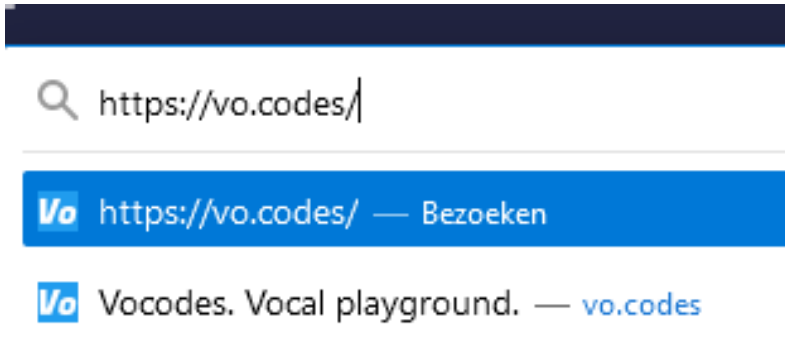 https://vo.codes/
Vo https://vo.codes/ — Bezoeken
Vo Vocodes. Vocal playground. — vo.codes